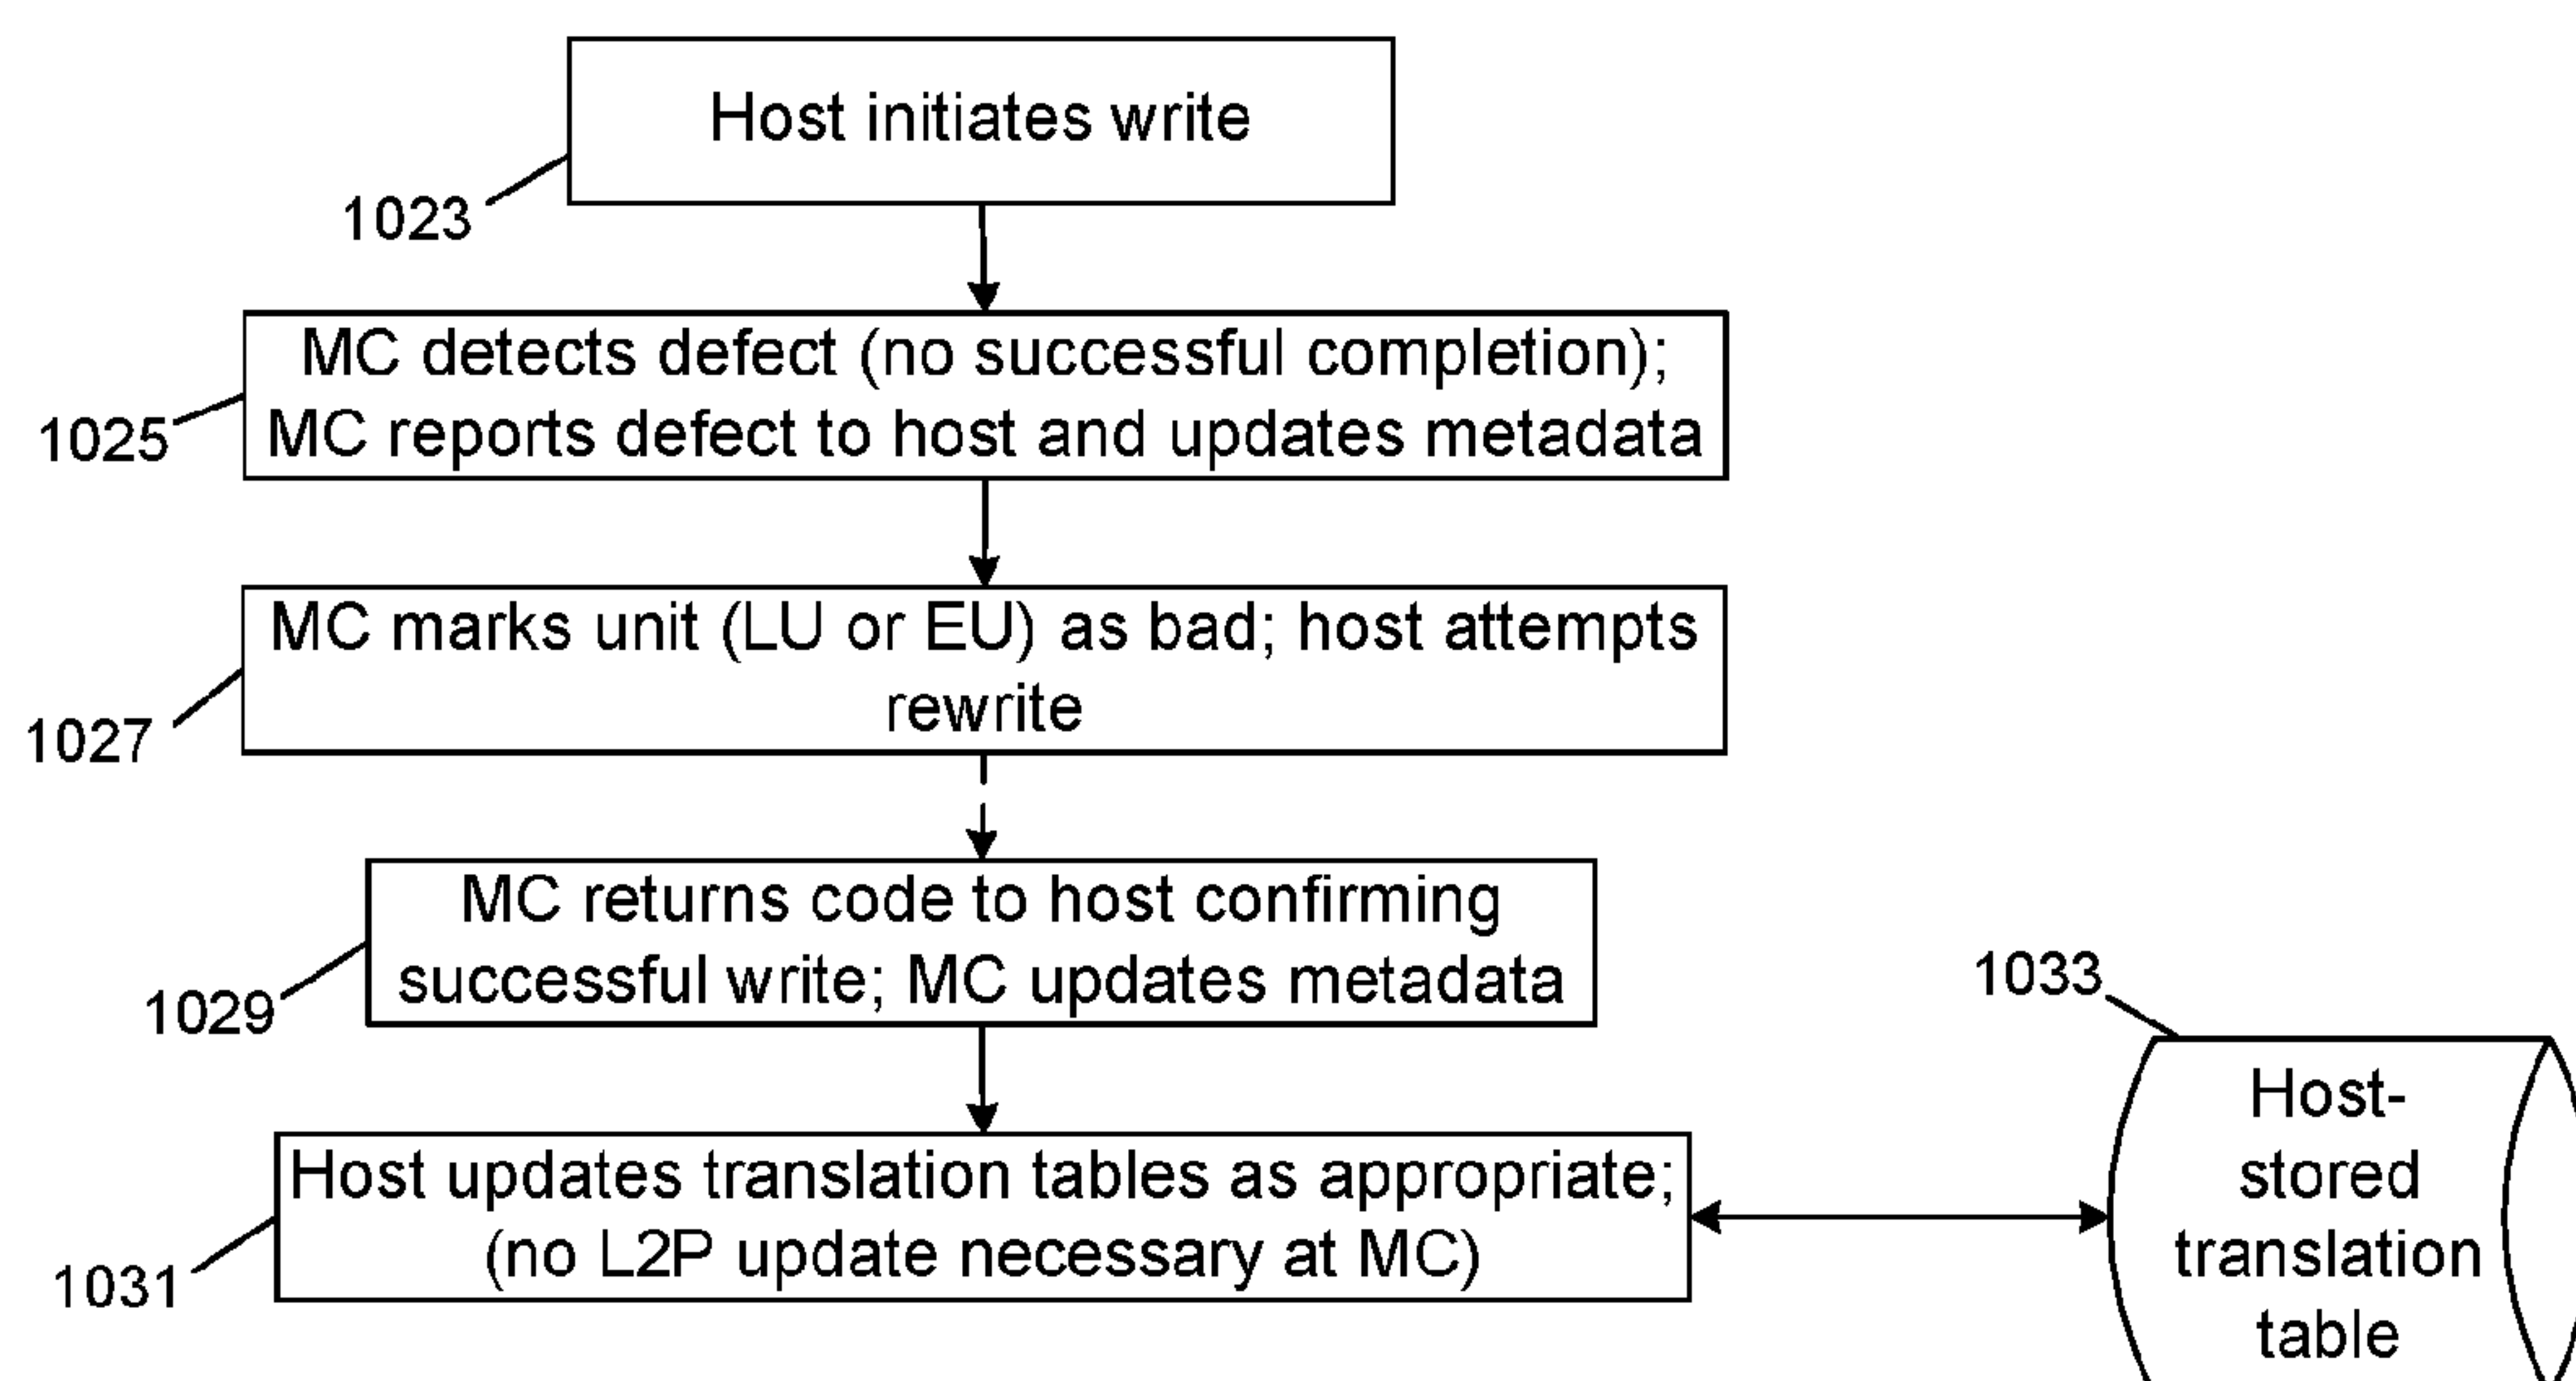 Host initiates write
1023
MC detects defect (no successful completion);
MC reports defect to host and updates metadata
1025
MC marks unit (LU or EU) as bad; host attempts
rewrite
1027
MC returns code to host confirming
successful write; MC updates metadata
1029
1033
Host updates translation tables as appropriate;
(no L2P update necessary at MC)
1031
Host-
stored
translation
table